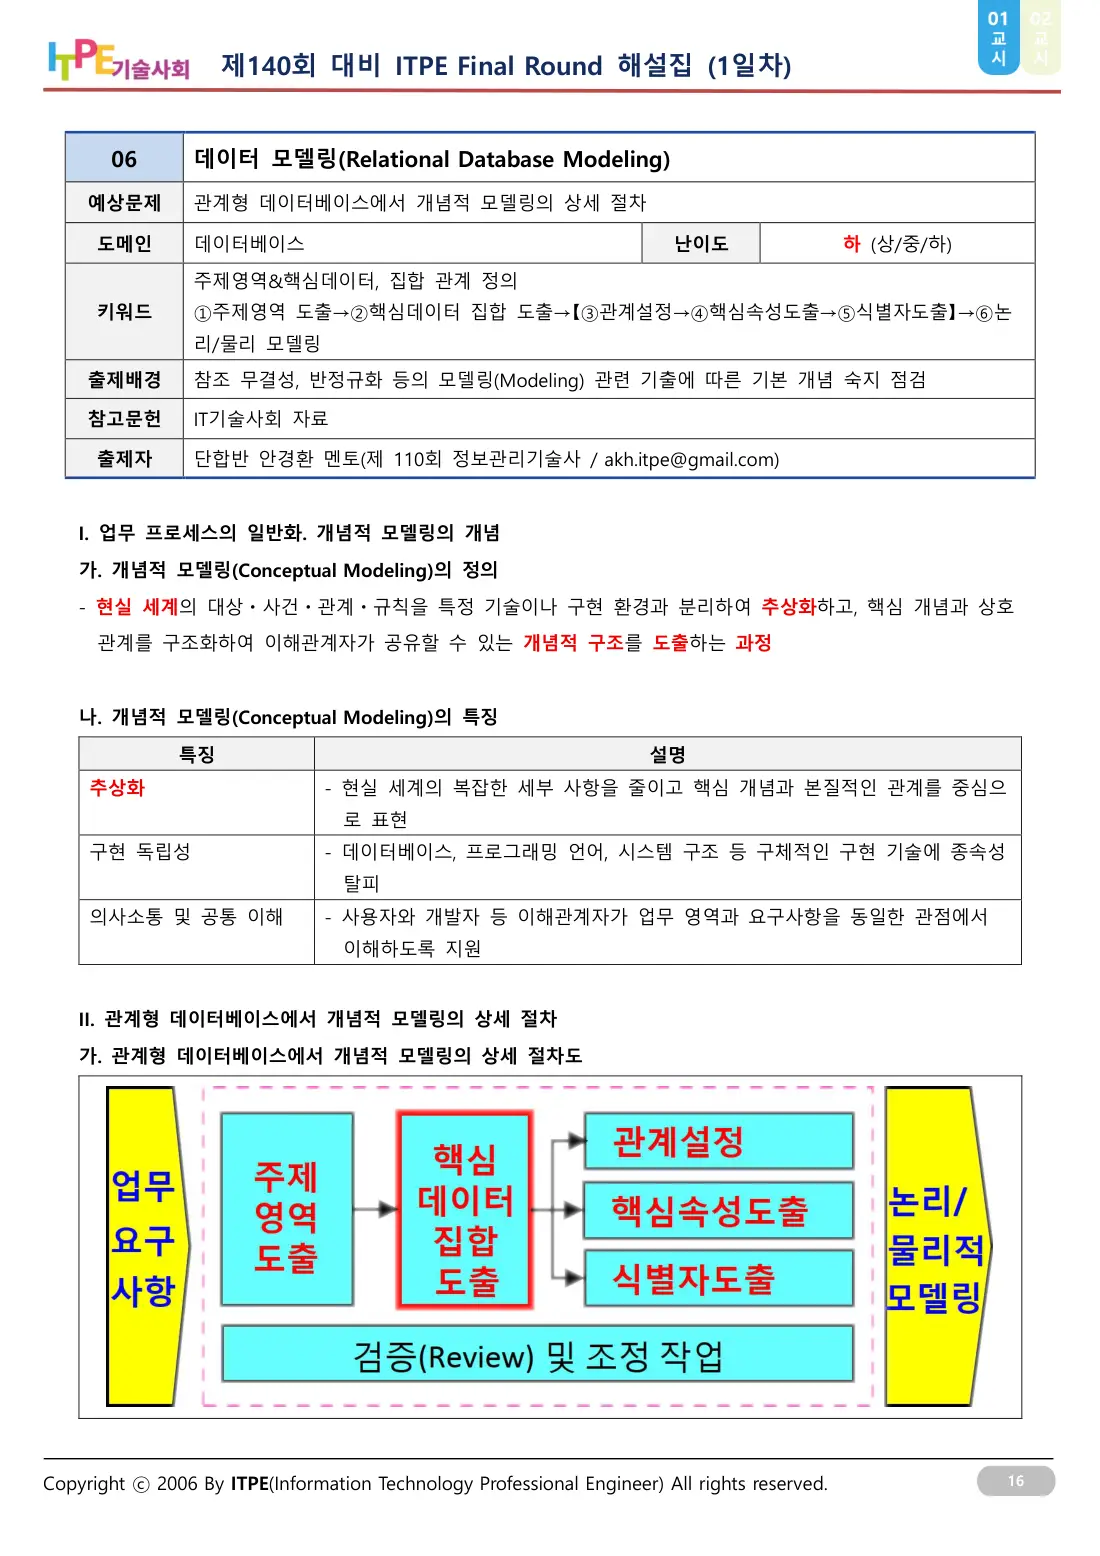 ITPE기술사회 제140회 대비 ITPE Final Round 해설집 (1일차)
01 교 시
02 교 시
06 데이터 모델링(Relational Database Modeling)
예상문제 관계형 데이터베이스에서 개념적 모델링의 상세 절차
도메인 데이터베이스 난이도 하 (상/중/하)
키워드 주제영역&핵심데이터, 집합 관계 정의
①주제영역 도출→②핵심데이터 집합 도출→【③관계설정→④핵심속성도출→⑤식별자도출】→⑥논
리/물리 모델링
출제배경 참조 무결성, 반정규화 등의 모델링(Modeling) 관련 기출에 따른 기본 개념 숙지 점검
참고문헌 IT기술사회 자료
출제자 단합반 안경환 멘토(제 110회 정보관리기술사 / akh.itpe@gmail.com)
I. 업무 프로세스의 일반화. 개념적 모델링의 개념
가. 개념적 모델링(Conceptual Modeling)의 정의
- 현실 세계의 대상·사건·관계·규칙을 특정 기술이나 구현 환경과 분리하여 추상화하고, 핵심 개념과 상호
관계를 구조화하여 이해관계자가 공유할 수 있는 개념적 구조를 도출하는 과정
나. 개념적 모델링(Conceptual Modeling)의 특징
특징 설명
추상화 - 현실 세계의 복잡한 세부 사항을 줄이고 핵심 개념과 본질적인 관계를 중심으
로 표현
구현 독립성 - 데이터베이스, 프로그래밍 언어, 시스템 구조 등 구체적인 구현 기술에 종속성
탈피
의사소통 및 공통 이해 - 사용자와 개발자 등 이해관계자가 업무 영역과 요구사항을 동일한 관점에서
이해하도록 지원
II. 관계형 데이터베이스에서 개념적 모델링의 상세 절차
가. 관계형 데이터베이스에서 개념적 모델링의 상세 절차도
업무
요구
사항
주제
영역
도출
핵심
데이터
집합
도출
관계설정
핵심속성도출
식별자도출
검증(Review) 및 조정 작업
논리/
물리적
모델링
Copyright ⓒ 2006 By ITPE(Information Technology Professional Engineer) All rights reserved.
16